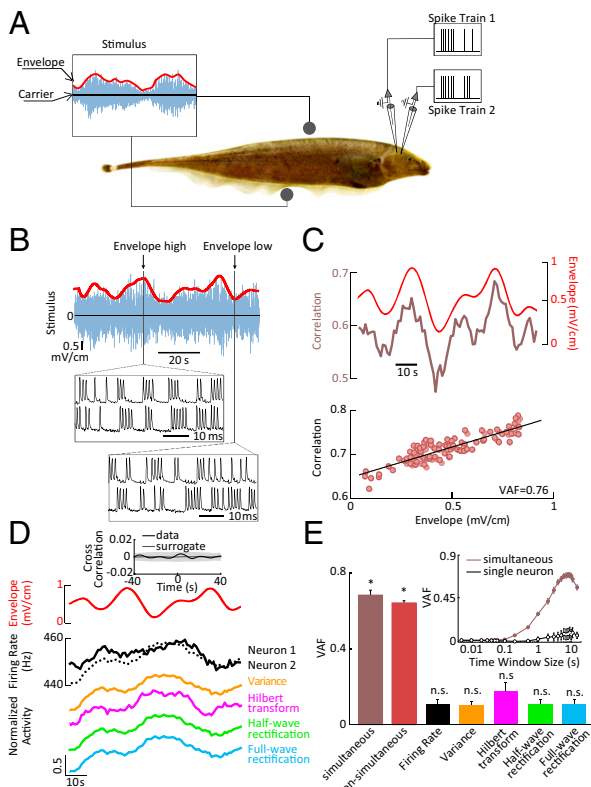 A
Stimulus
Envelope
Carrier
Spike Train 1
Spike Train 2
B
Envelope high
Envelope low
Stimulus
0
0.5
mV/cm
20 s
10 ms
10ms
C
Correlation
0.7
0.6
0.5
1
0.5
0
Envelope
(mV/cm)
10 s
Correlation
0.8
0.7
0.6
VAF=0.76
0
0.5
1
Envelope (mV/cm)
D
Cross
Correlation
0.02
0
-0.02
data
surrogate
-40
0
40
Time (s)
Envelope
(mV/cm)
1
0
Firing Rate
(Hz)
460
440
Neuron 1
Neuron 2
Normalized
Activity
Variance
Hilbert
transform
Half-wave
rectification
Full-wave
rectification
0.5
10s
E
VAF
0.8
0.4
0
*
*
n.s.
n.s.
n.s
n.s.
n.s.
simultaneous
Firing Rate
Variance
Hilbert
transform
Half-wave
rectification
Full-wave
rectification
VAF
0.9
0.45
0
simultaneous
single neuron
0.01
0.1
1
10
Time Window Size (s)